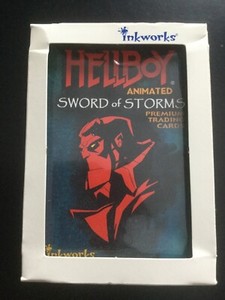 inkworks
HELLBOY
ANIMATED
SWORD of STORMS
PREMIUM
TRADING
CARDS
inkworks